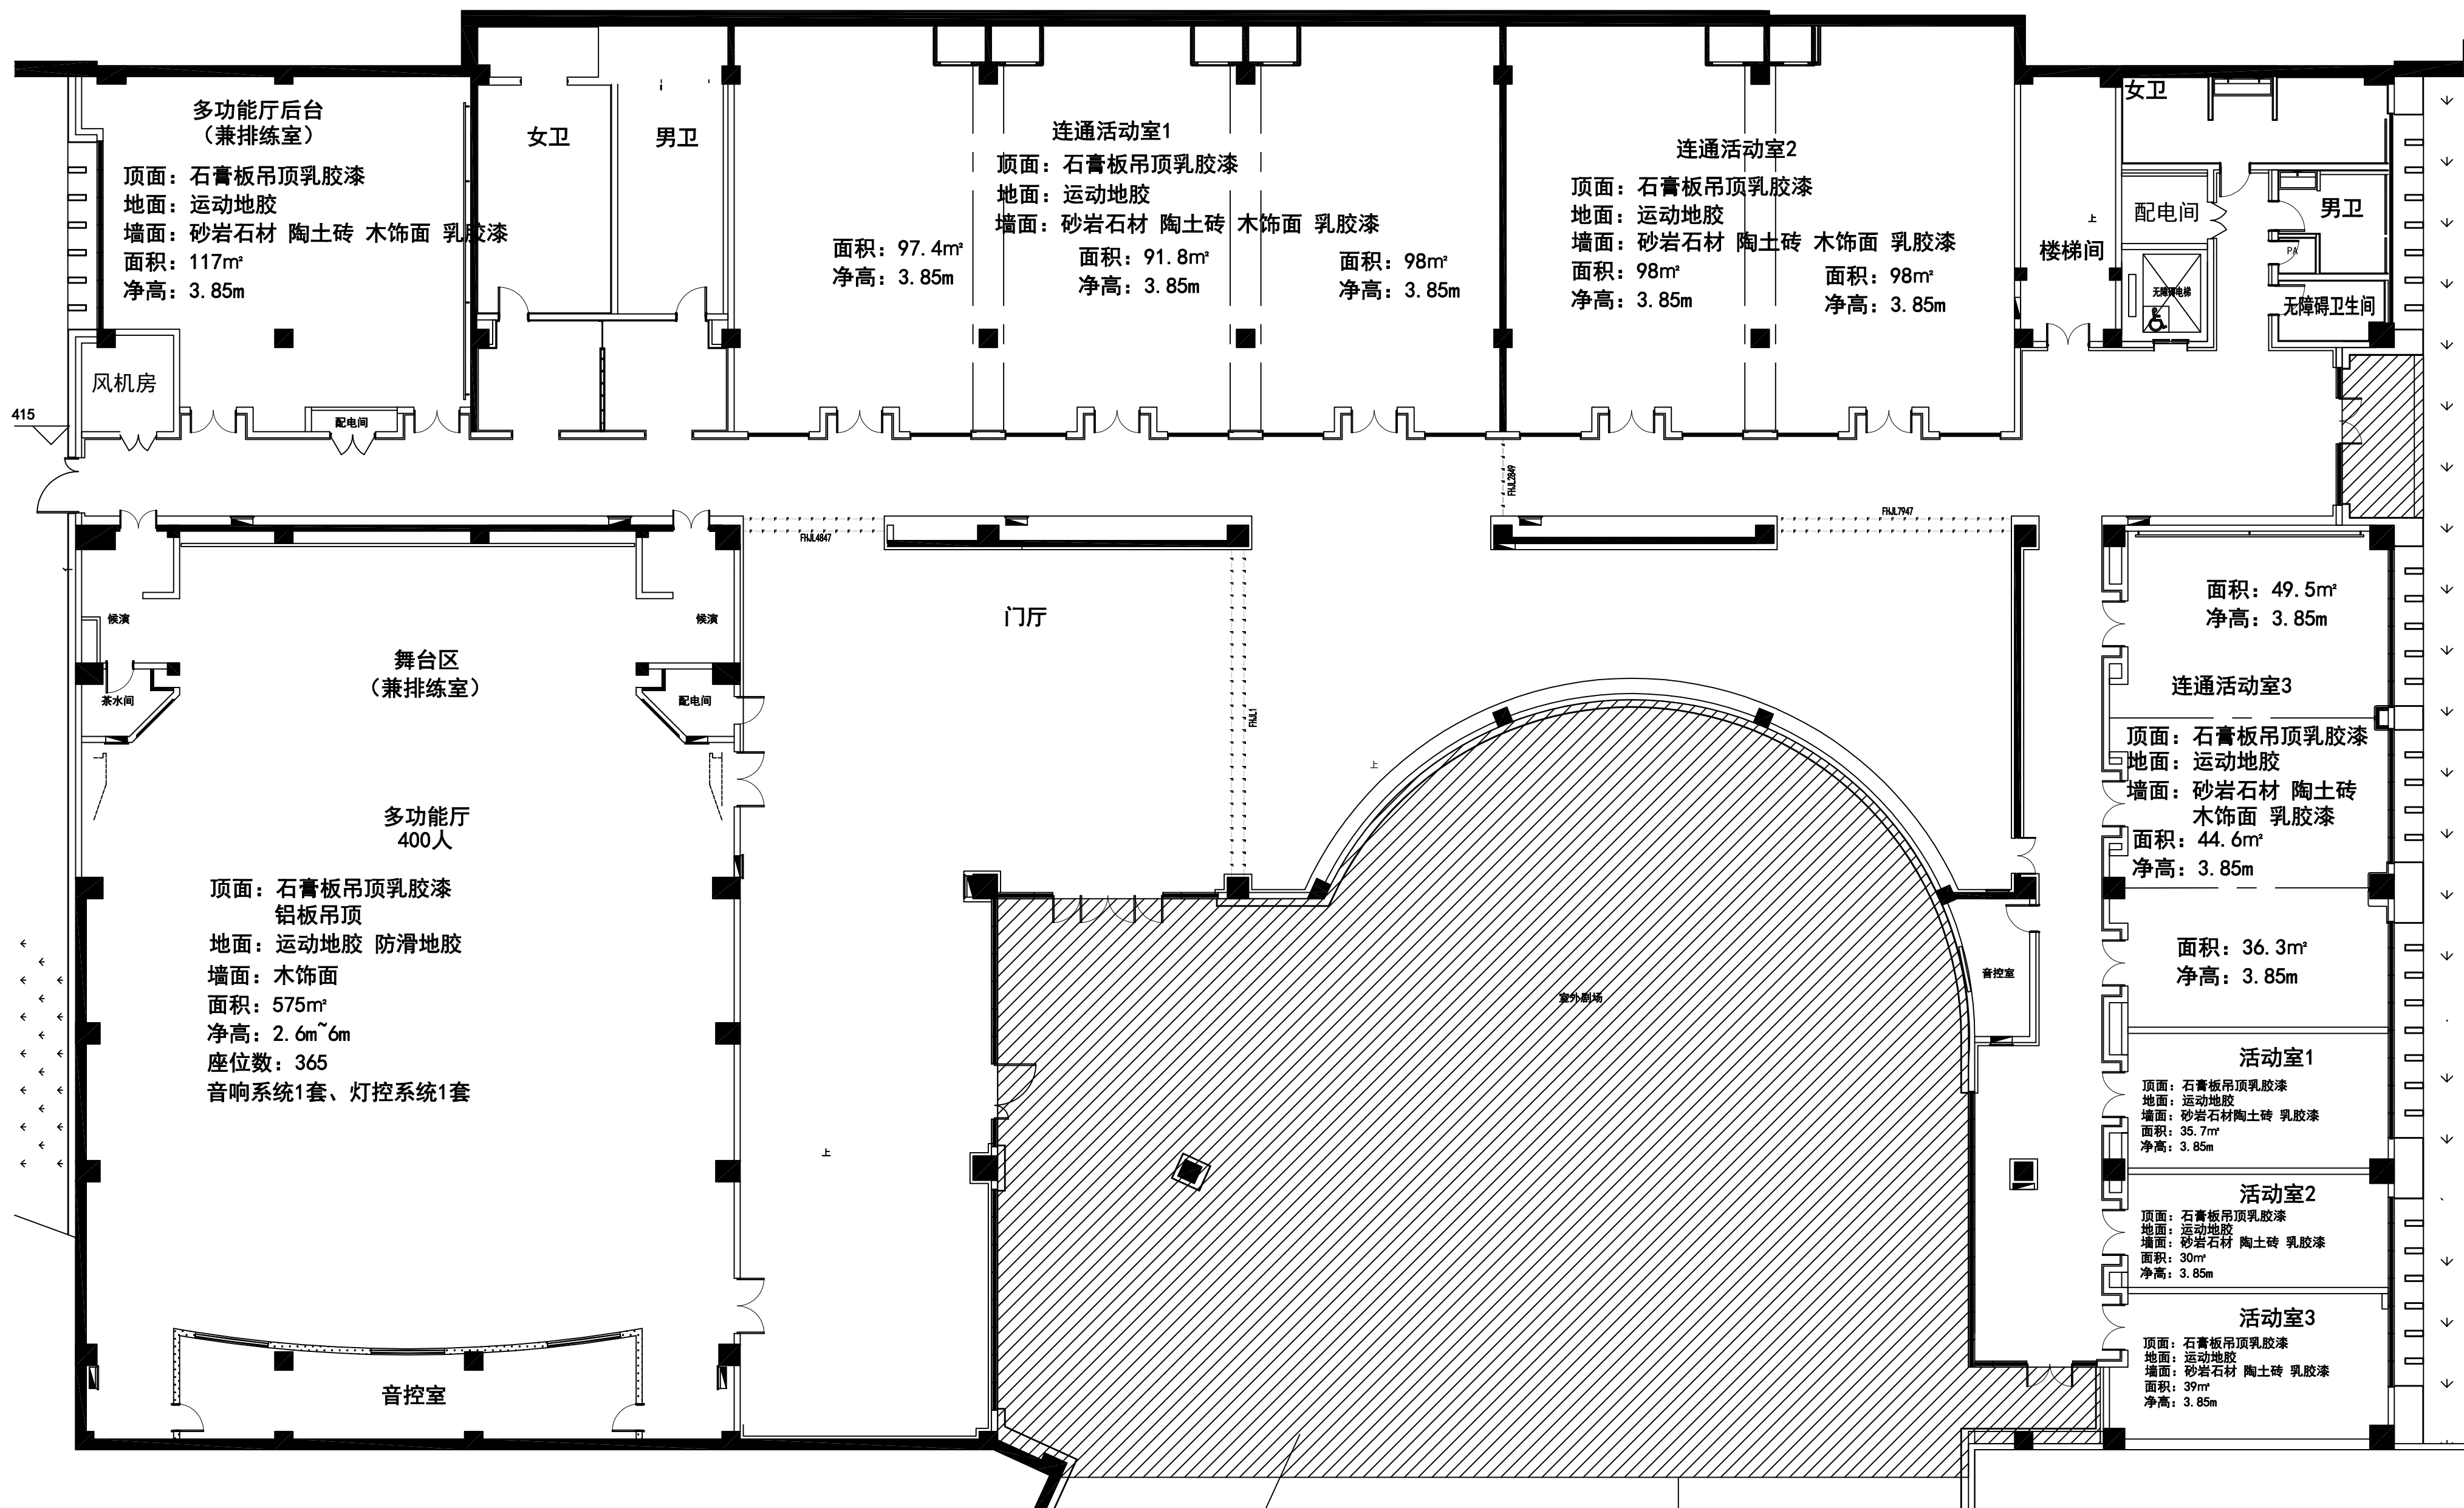 多功能厅后台
（兼排练室）
顶面：石膏板吊顶乳胶漆
地面：运动地胶
墙面：砂岩石材 陶土砖 木饰面 乳胶漆
面积：117㎡
净高：3.85m
女卫
男卫
连通活动室1
顶面：石膏板吊顶乳胶漆
地面：运动地胶
墙面：砂岩石材 陶土砖 木饰面 乳胶漆
面积：97.4㎡
净高：3.85m
面积：91.8㎡
净高：3.85m
面积：98㎡
净高：3.85m
连通活动室2
顶面：石膏板吊顶乳胶漆
地面：运动地胶
墙面：砂岩石材 陶土砖 木饰面 乳胶漆
面积：98㎡
净高：3.85m
面积：98㎡
净高：3.85m
上
楼梯间
女卫
配电间
男卫
PA
无障碍电梯
无障碍卫生间
风机房
415
配电间
FHJL2849
FHJL4847
FHJL7947
FHJL1
候演
候演
舞台区
（兼排练室）
茶水间
配电间
门厅
上
多功能厅
400人
顶面：石膏板吊顶乳胶漆
铝板吊顶
地面：运动地胶 防滑地胶
墙面：木饰面
面积：575㎡
净高：2.6m~6m
座位数：365
音响系统1套、灯控系统1套
上
音控室
室外剧场
音控室
面积：49.5㎡
净高：3.85m
连通活动室3
顶面：石膏板吊顶乳胶漆
地面：运动地胶
墙面：砂岩石材 陶土砖
木饰面 乳胶漆
面积：44.6㎡
净高：3.85m
面积：36.3㎡
净高：3.85m
活动室1
顶面：石膏板吊顶乳胶漆
地面：运动地胶
墙面：砂岩石材陶土砖 乳胶漆
面积：35.7㎡
净高：3.85m
活动室2
顶面：石膏板吊顶乳胶漆
地面：运动地胶
墙面：砂岩石材 陶土砖 乳胶漆
面积：30㎡
净高：3.85m
活动室3
顶面：石膏板吊顶乳胶漆
地面：运动地胶
墙面：砂岩石材 陶土砖 乳胶漆
面积：39㎡
净高：3.85m